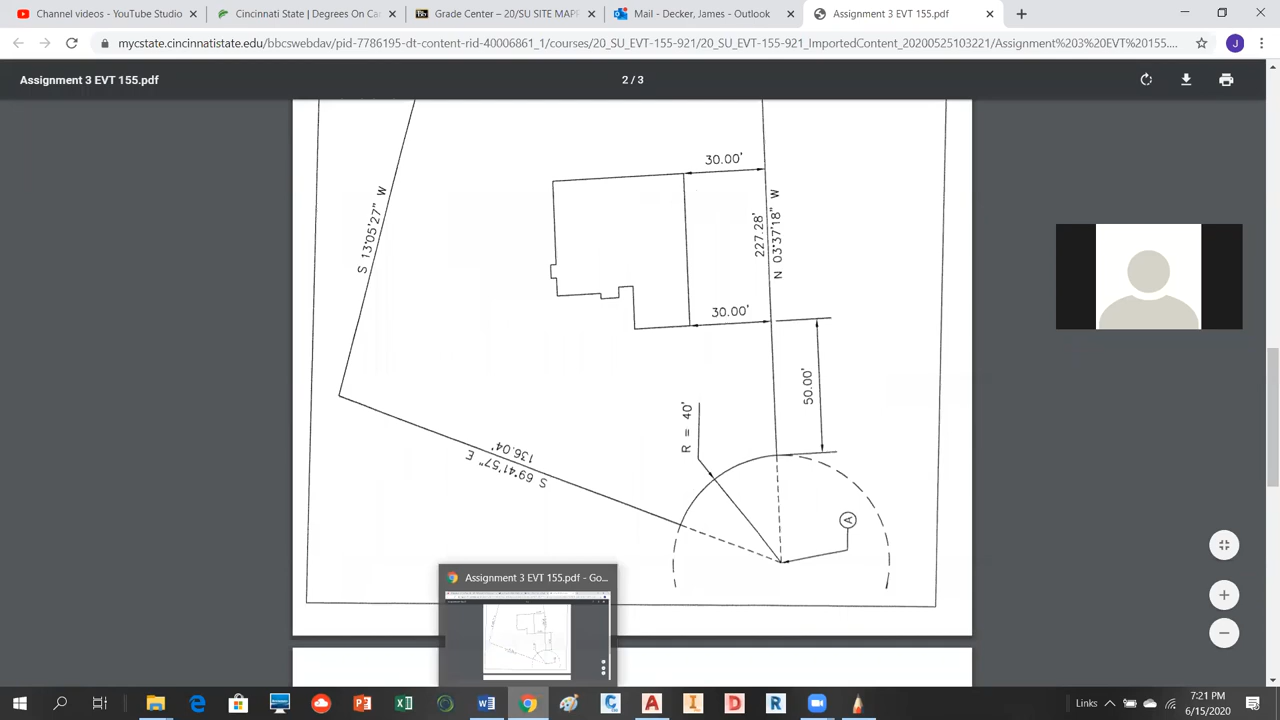 Channel videos - YouTube Studio
Cincinnati State | Degrees On Ca
Grade Center – 20/SU SITE MAPP
Mail - Decker, James - Outlook
Assignment 3 EVT 155.pdf
mycstate.cincinnatistate.edu/bbcswebdav/pid-7786195-dt-content-rid-40006861_1/courses/20_SU_EVT-155-921/20_SU_EVT-155-921_ImportedContent_20200525103221/Assignment%203%20EVT%20155....
J
Assignment 3 EVT 155.pdf
2 / 3
30.00'
S 13°05'27" W
227.28'
N 03°37'18" W
30.00'
50.00'
R = 40'
136.04'
S 69°41'57" E
A
Assignment 3 EVT 155.pdf - Go...
Links
7:21 PM
6/15/2020